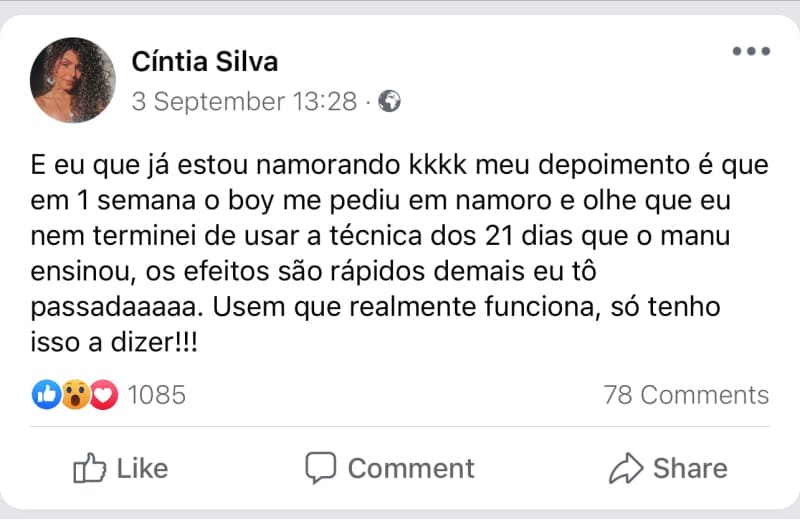 Cíntia Silva
3 September 13:28 ·
E eu que já estou namorando kkkk meu depoimento é que
em 1 semana o boy me pediu em namoro e olhe que eu
nem terminei de usar a técnica dos 21 dias que o manu
ensinou, os efeitos são rápidos demais eu tô
passadaaaaa. Usem que realmente funciona, só tenho
isso a dizer!!!
1085 78 Comments
Like Comment Share